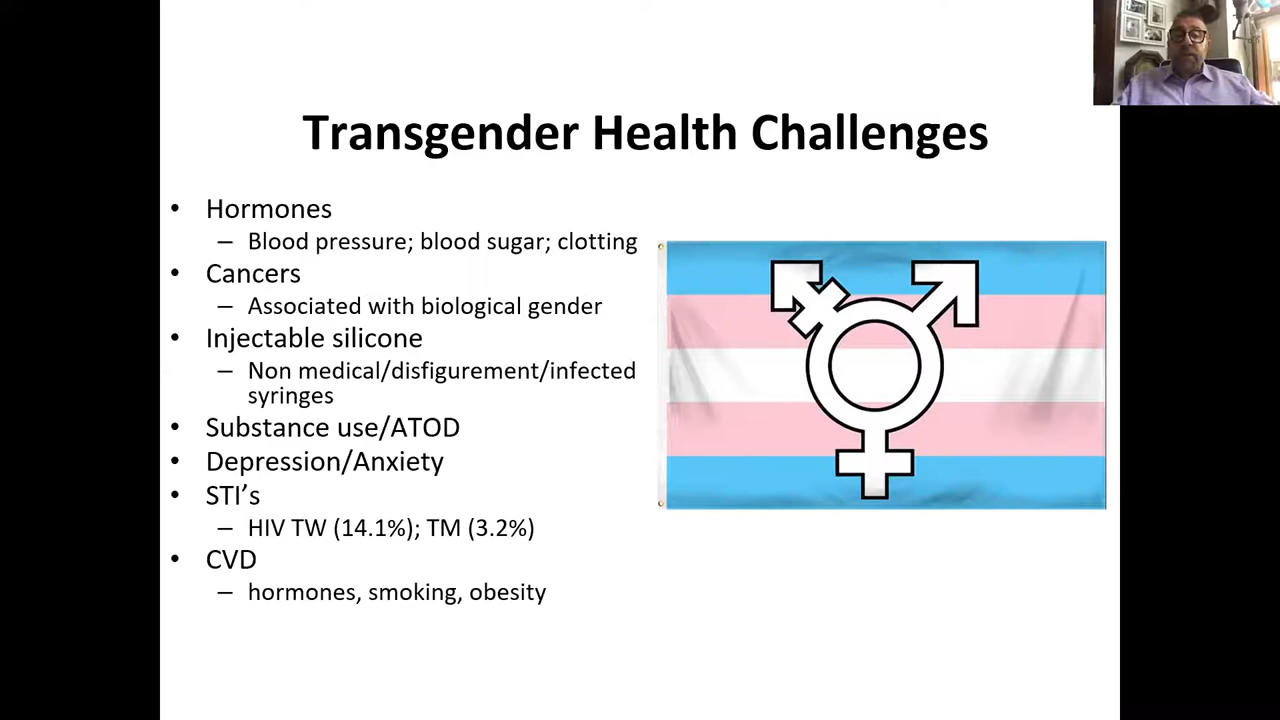 Transgender Health Challenges
• Hormones
– Blood pressure; blood sugar; clotting
• Cancers
– Associated with biological gender
• Injectable silicone
– Non medical/disfigurement/infected
syringes
• Substance use/ATOD
• Depression/Anxiety
• STI’s
– HIV TW (14.1%); TM (3.2%)
• CVD
– hormones, smoking, obesity